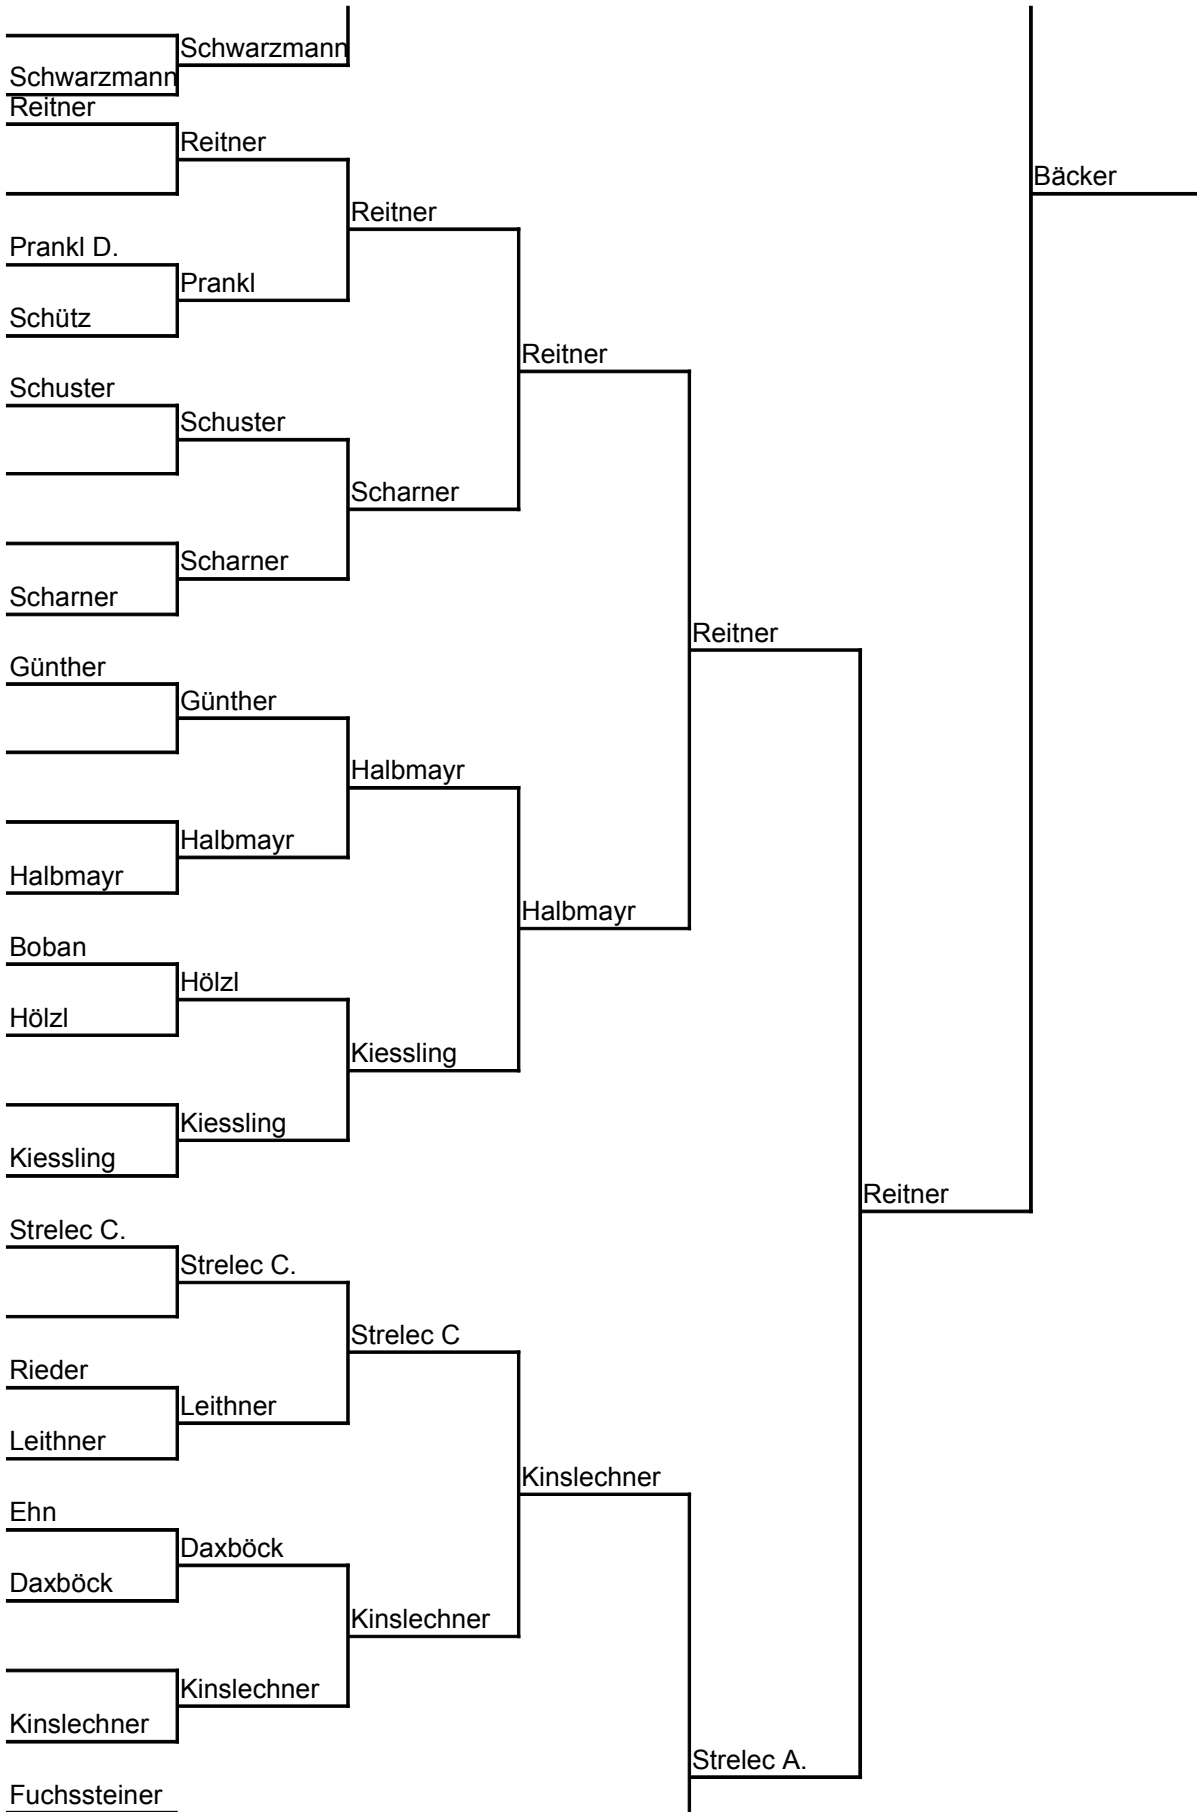 Schwarzmann
Schwarzmann
Reitner
Reitner
Bäcker
Reitner
Prankl D.
Prankl
Schütz
Reitner
Schuster
Schuster
Scharner
Scharner
Scharner
Reitner
Günther
Günther
Halbmayr
Halbmayr
Halbmayr
Halbmayr
Boban
Hölzl
Hölzl
Kiessling
Kiessling
Kiessling
Reitner
Strelec C.
Strelec C.
Strelec C
Rieder
Leithner
Leithner
Kinslechner
Ehn
Daxböck
Daxböck
Kinslechner
Kinslechner
Kinslechner
Strelec A.
Fuchssteiner